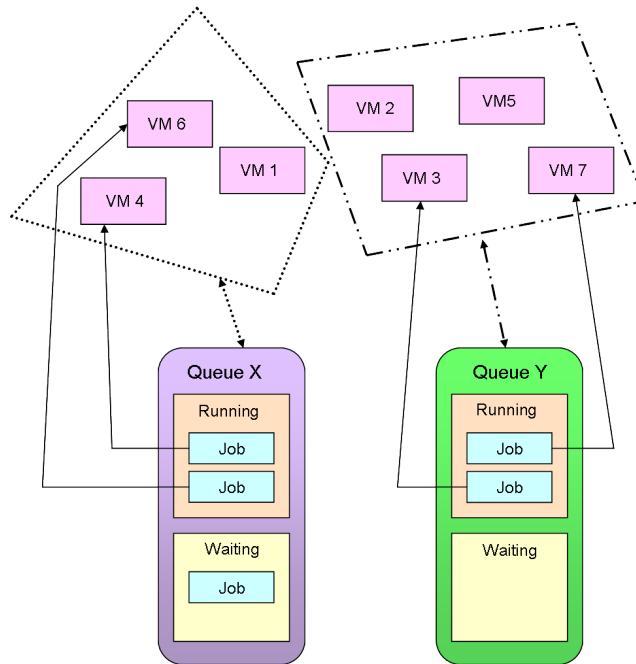 VM 2
VM5
VM 6
VM 1
VM 3
VM 7
VM 4
Queue X
Running
Job
Job
Waiting
Job
Queue Y
Running
Job
Job
Waiting